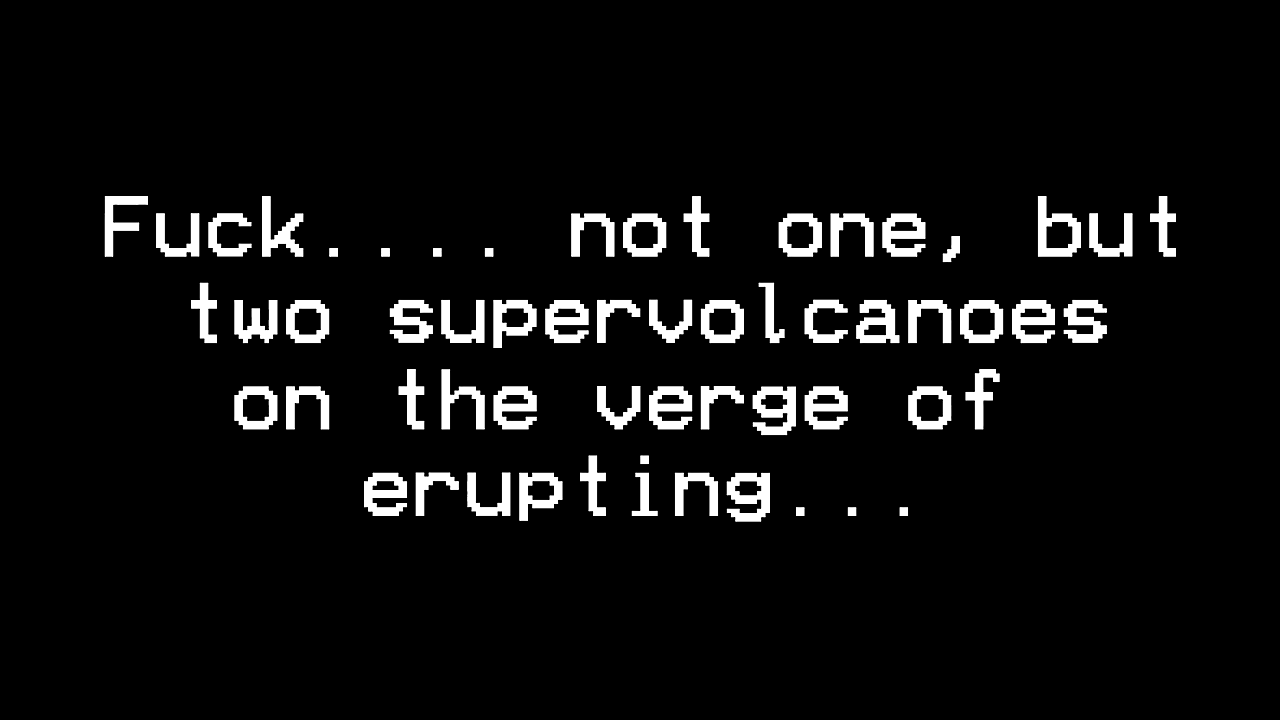 Fuck.... not one, but
two supervolcanoes
on the verge of
erupting...